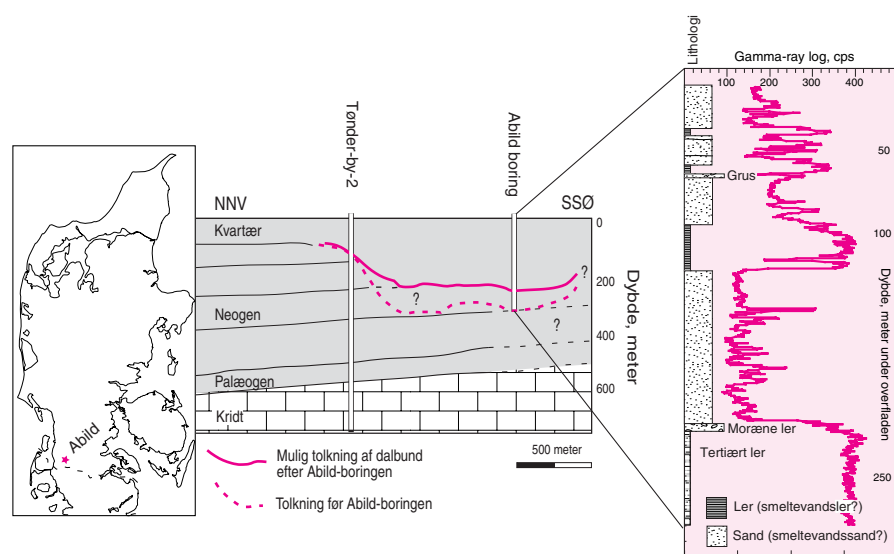 Abild
NNV
SSØ
Tønder-by-2
Abild boring
Kvartær
Neogen
Palæogen
Kridt
?
?
?
0
200
400
600
Dybde, meter
500 meter
Mulig tolkning af dalbund
efter Abild-boringen
Tolkning før Abild-boringen
Lithologi
Gamma-ray log, cps
100
200
300
400
50
Grus
100
Moræne ler
Tertiært ler
250
Dybde, meter under overfladen
Ler (smeltevandsler?)
Sand (smeltevandssand?)